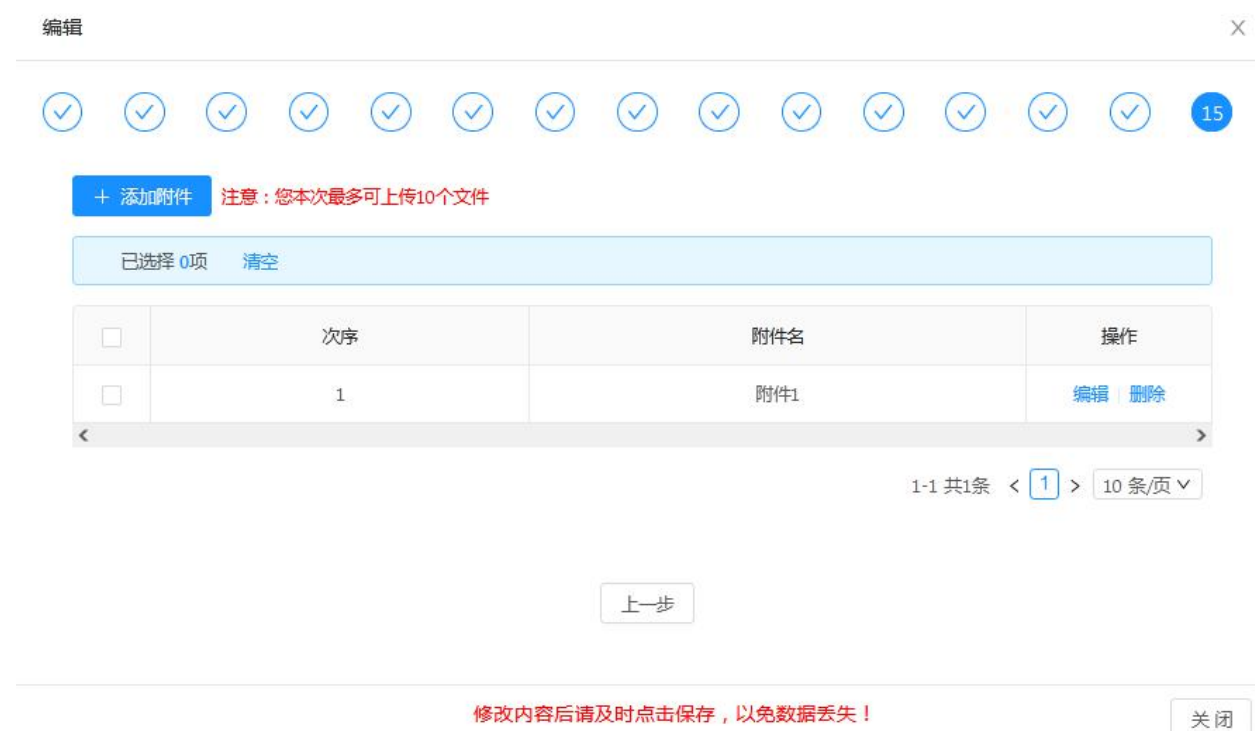 编辑
15
+ 添加附件 注意：您本次最多可上传10个文件
已选择 0项 清空
次序 附件名 操作
1 附件1 编辑 删除
1-1 共1条 < 1 > 10 条/页
上一步
修改内容后请及时点击保存，以免数据丢失！ 关闭